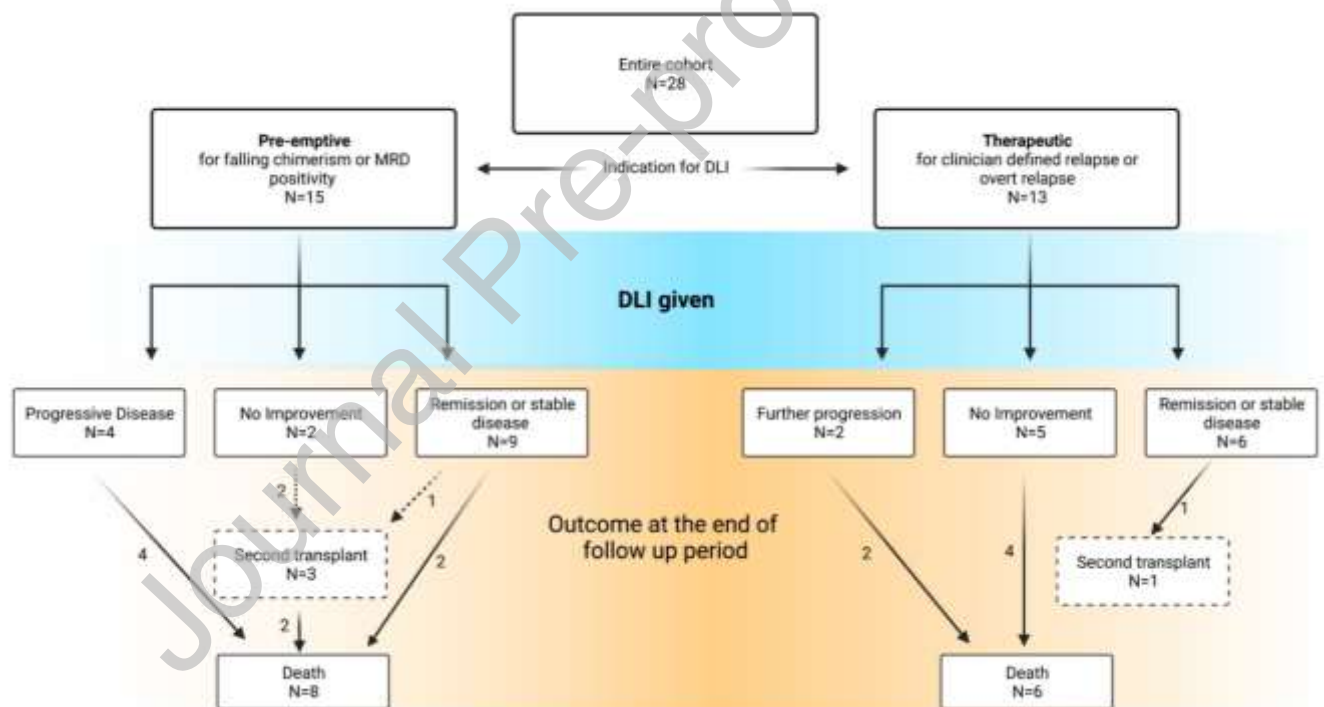 Entire cohort
N=28
Pre-emptive
for falling chimerism or MRD
positivity
N=15
Indication for DLI
Therapeutic
for clinician defined relapse or
overt relapse
N=13
DLI given
Progressive Disease
N=4
No Improvement
N=2
Remission or stable
disease
N=9
Further progression
N=2
No Improvement
N=5
Remission or stable
disease
N=6
2
1
4
Second transplant
N=3
2
2
Outcome at the end of
follow up period
2
4
1
Second transplant
N=1
Death
N=8
Death
N=6
Journal Pre-pro